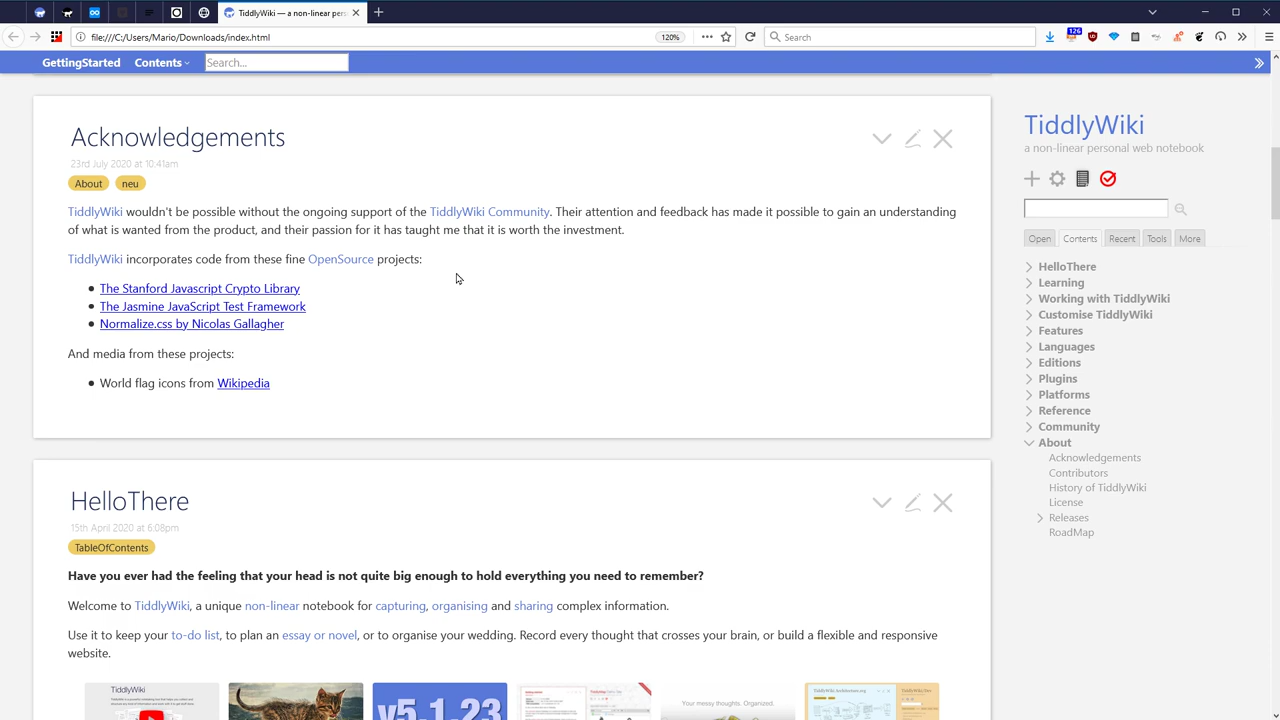 TiddlyWiki — a non-linear pers
file:///C:/Users/Mario/Downloads/index.html
120%
Search
126
GettingStarted
Contents
Search...
Acknowledgements
23rd July 2020 at 10:41am
About
neu
TiddlyWiki wouldn't be possible without the ongoing support of the TiddlyWiki Community. Their attention and feedback has made it possible to gain an understanding
of what is wanted from the product, and their passion for it has taught me that it is worth the investment.
TiddlyWiki incorporates code from these fine OpenSource projects:
The Stanford Javascript Crypto Library
The Jasmine JavaScript Test Framework
Normalize.css by Nicolas Gallagher
And media from these projects:
World flag icons from Wikipedia
HelloThere
15th April 2020 at 6:08pm
TableOfContents
Have you ever had the feeling that your head is not quite big enough to hold everything you need to remember?
Welcome to TiddlyWiki, a unique non-linear notebook for capturing, organising and sharing complex information.
Use it to keep your to-do list, to plan an essay or novel, or to organise your wedding. Record every thought that crosses your brain, or build a flexible and responsive
website.
TiddlyWiki
v5.1.23
Your messy thoughts. Organized.
TiddlyWiki
a non-linear personal web notebook
Open
Contents
Recent
Tools
More
HelloThere
Learning
Working with TiddlyWiki
Customise TiddlyWiki
Features
Languages
Editions
Plugins
Platforms
Reference
Community
About
Acknowledgements
Contributors
History of TiddlyWiki
License
Releases
RoadMap